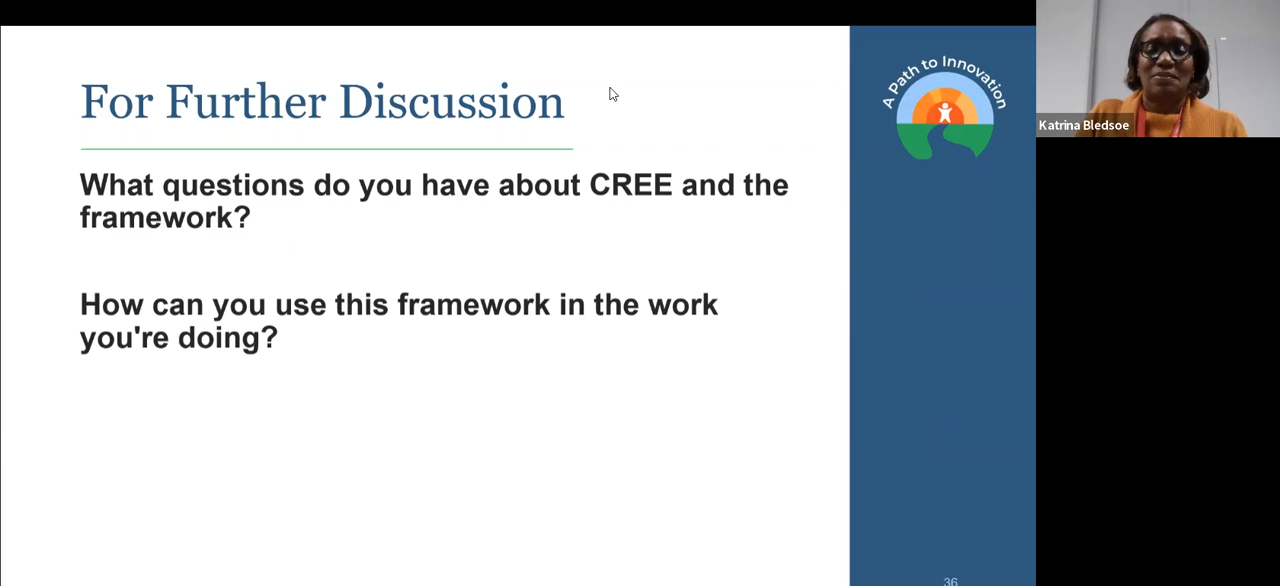 For Further Discussion
What questions do you have about CREE and the
framework?
How can you use this framework in the work
you're doing?
A Path to Innovation
36
Katrina Bledsoe